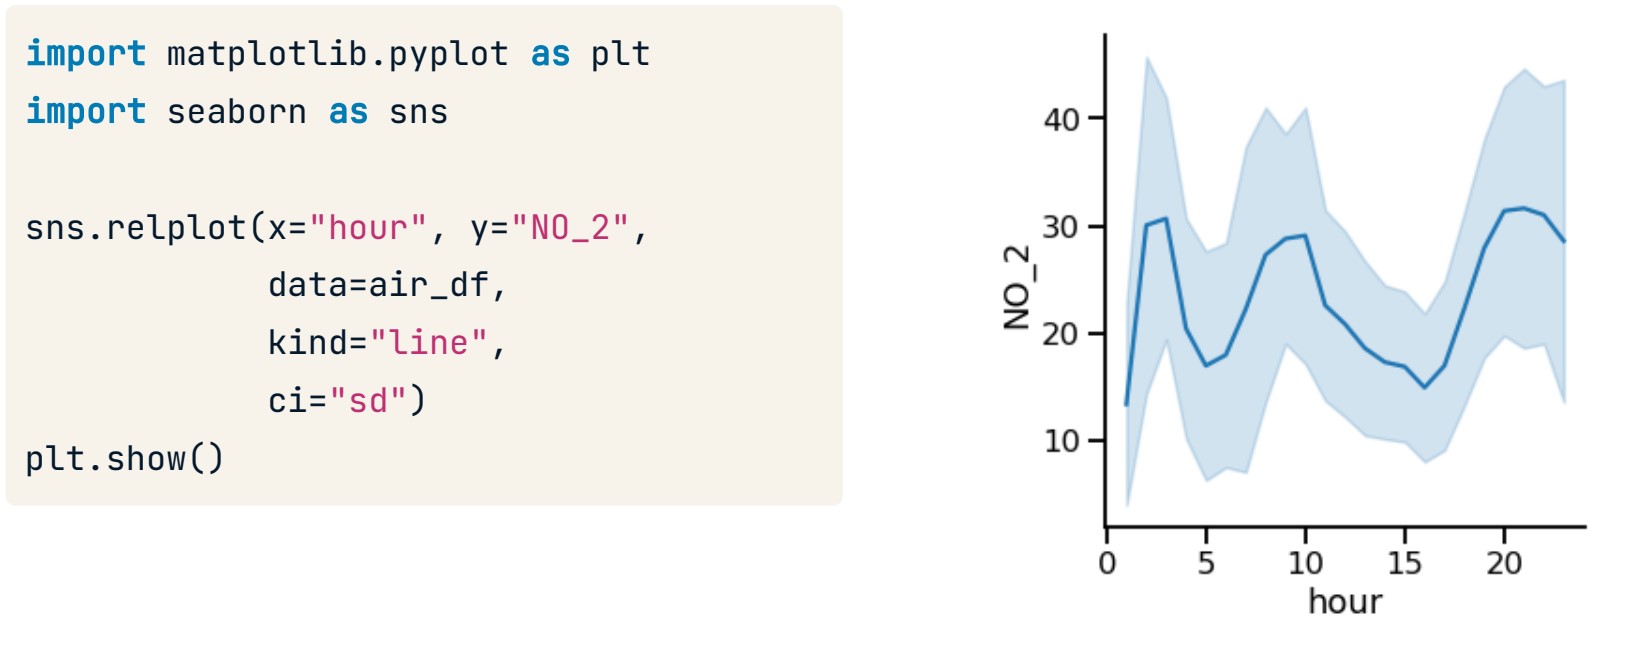 import matplotlib.pyplot as plt
import seaborn as sns
sns.relplot(x="hour", y="NO_2",
data=air_df,
kind="line",
ci="sd")
plt.show()
40
30
20
10
NO_2
0 5 10 15 20
hour